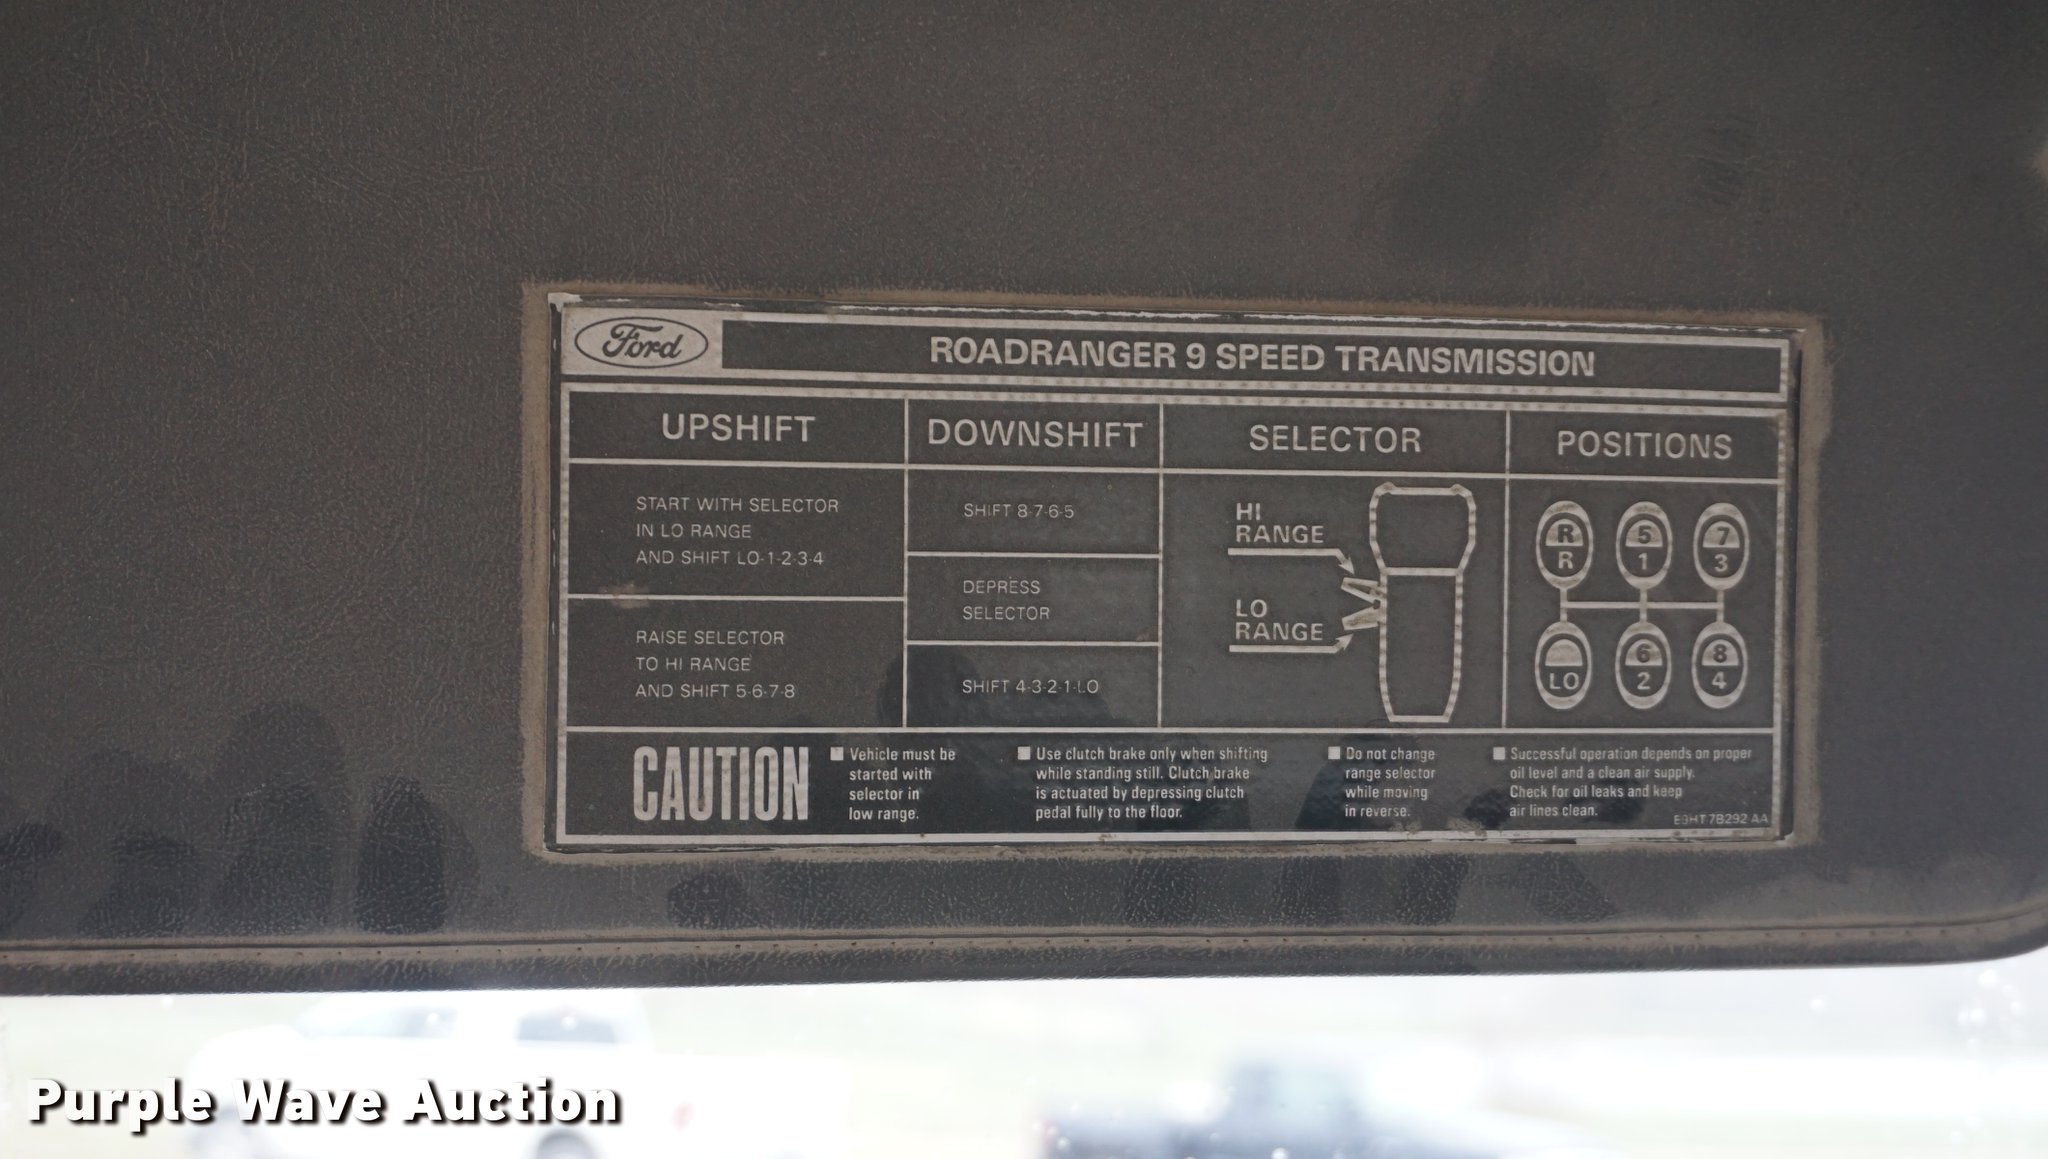 Ford
ROADRANGER 9 SPEED TRANSMISSION
UPSHIFT
START WITH SELECTOR
IN LO RANGE
AND SHIFT LO-1-2-3-4
RAISE SELECTOR
TO HI RANGE
AND SHIFT 5-6-7-8
DOWNSHIFT
SHIFT 8-7-6-5
DEPRESS
SELECTOR
SHIFT 4-3-2-1-LO
SELECTOR
HI
RANGE
LO
RANGE
POSITIONS
R 5 7
R 1 3
6 8
LO 2 4
CAUTION
■ Vehicle must be
started with
selector in
low range.
■ Use clutch brake only when shifting
while standing still. Clutch brake
is actuated by depressing clutch
pedal fully to the floor.
■ Do not change
range selector
while moving
in reverse.
■ Successful operation depends on proper
oil level and a clean air supply.
Check for oil leaks and keep
air lines clean.
E9HT 7B292 AA
Purple Wave Auction